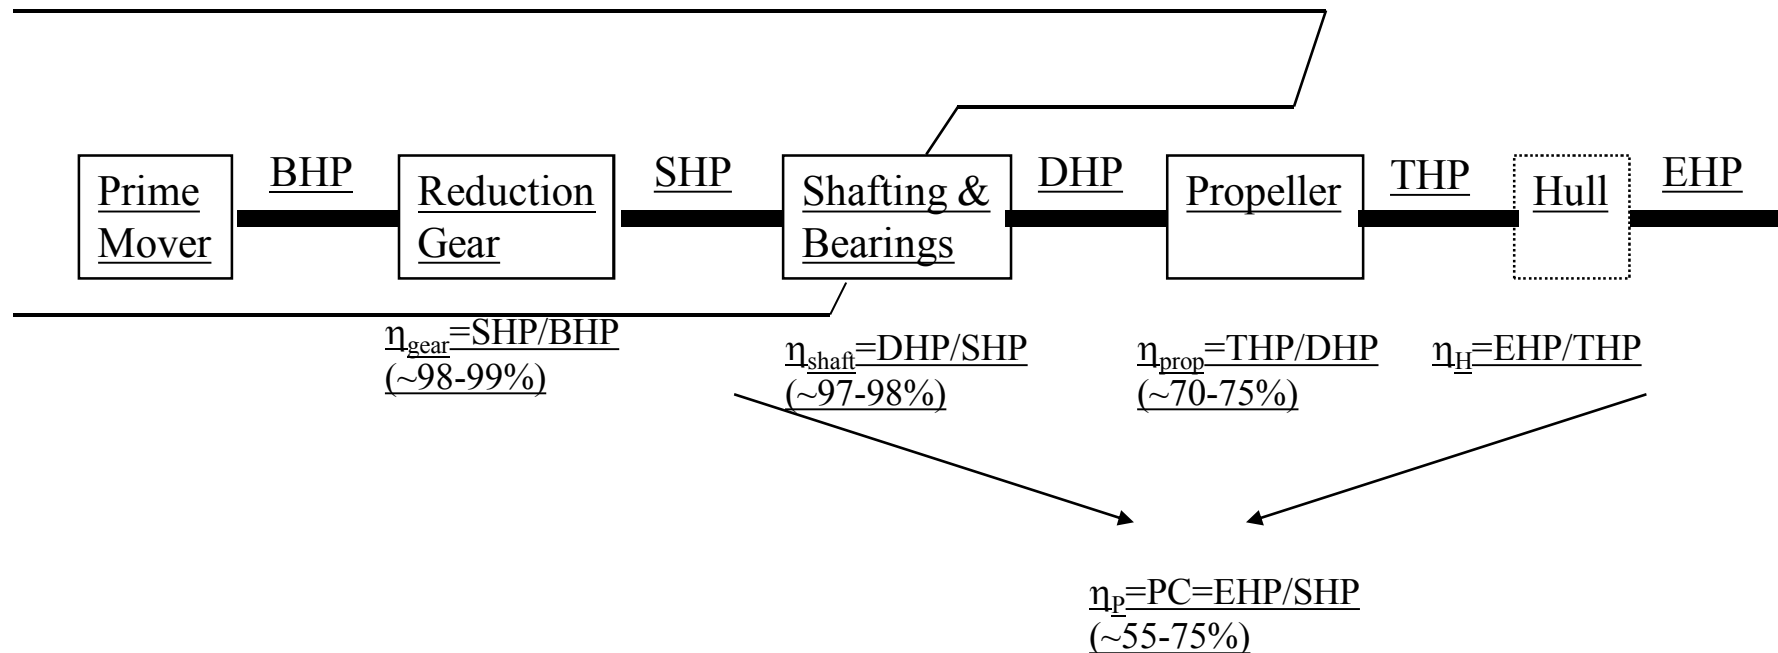 Prime
Mover
BHP
Reduction
Gear
SHP
Shafting &
Bearings
DHP
Propeller
THP
Hull
EHP
ηgear=SHP/BHP
(~98-99%)
ηshaft=DHP/SHP
(~97-98%)
ηprop=THP/DHP
(~70-75%)
ηH=EHP/THP
ηP=PC=EHP/SHP
(~55-75%)